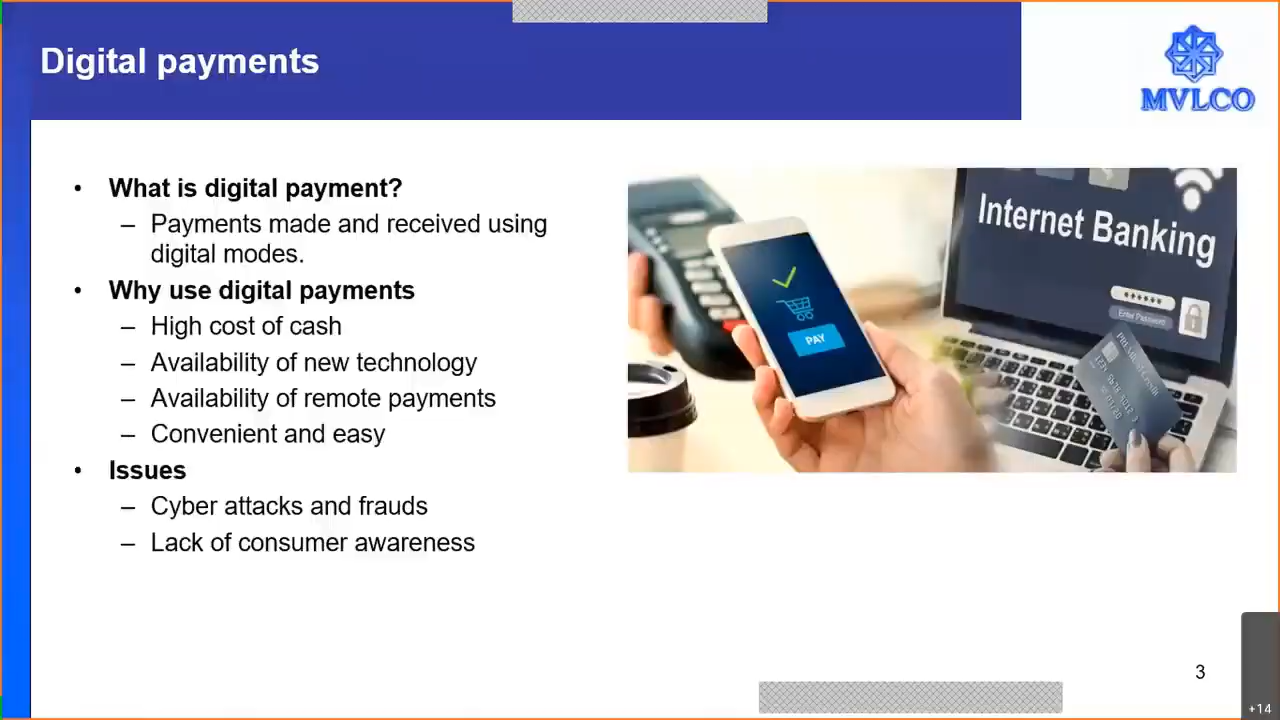 Digital payments
MVLCO
• What is digital payment?
– Payments made and received using
digital modes.
• Why use digital payments
– High cost of cash
– Availability of new technology
– Availability of remote payments
– Convenient and easy
• Issues
– Cyber attacks and frauds
– Lack of consumer awareness
Internet Banking
Enter Password
PAY
3
+14